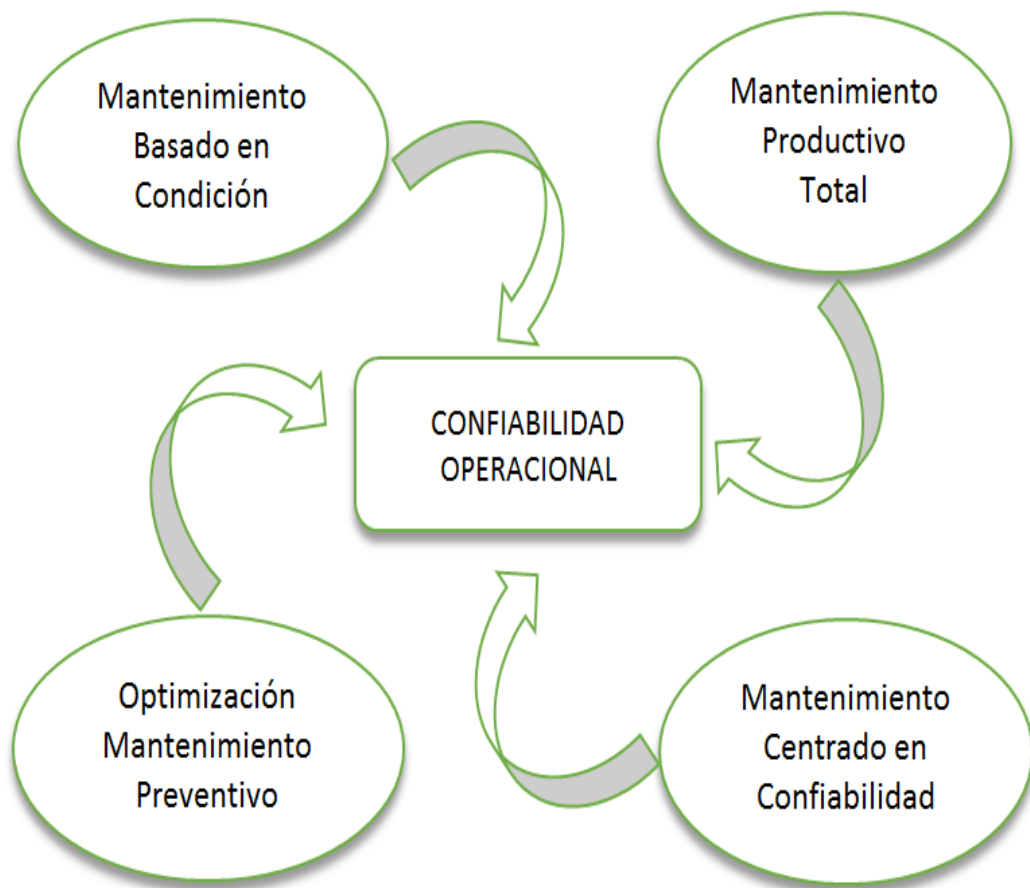 Mantenimiento
Basado en
Condición
Mantenimiento
Productivo
Total
CONFIABILIDAD
OPERACIONAL
Optimización
Mantenimiento
Preventivo
Mantenimiento
Centrado en
Confiabilidad